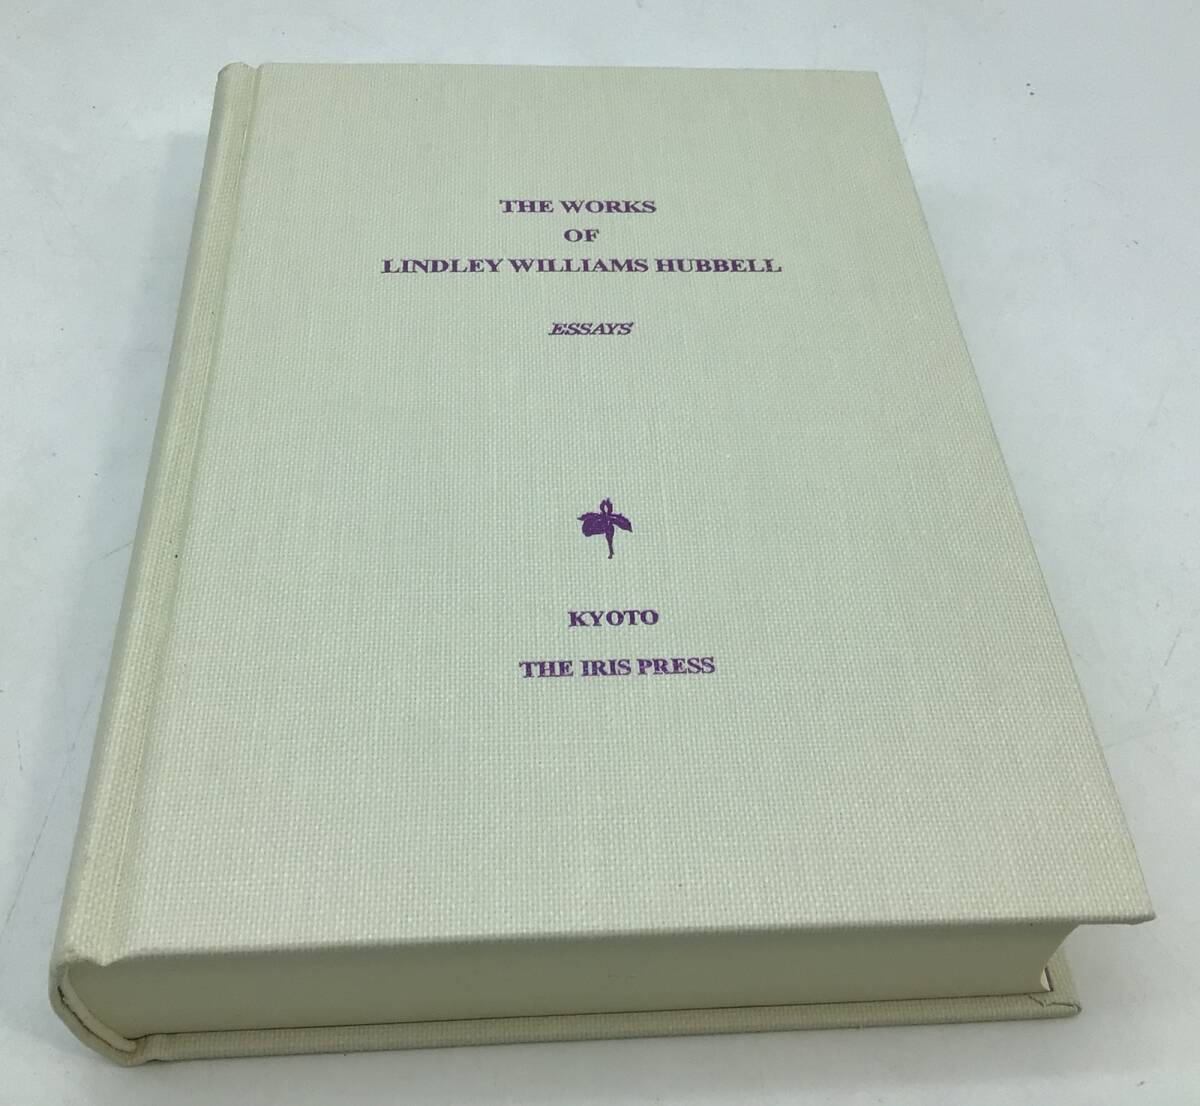 THE WORKS
OF
LINDLEY WILLIAMS HUBBELL
ESSAYS
KYOTO
THE IRIS PRESS